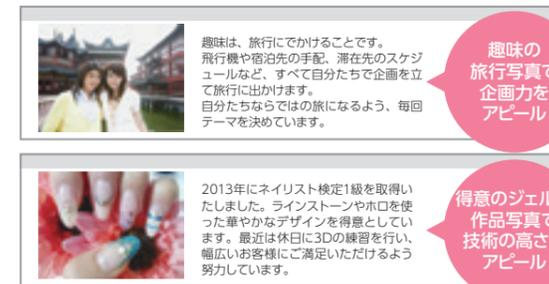 趣味は、旅行にでかけることです。
飛行機や宿泊先の手配、滞在先のスケジ
ュールなど、すべて自分たちで企画を立
て旅行に出かけます。
自分たちならではの旅になるよう、毎回
テーマを決めています。
趣味の
旅行写真で
企画力を
アピール
2013年にネイリスト検定1級を取得い
たしました。ラインストーンやホロを使
った華やかなデザインを得意としてい
ます。最近は休日に3Dの練習を行い、
幅広いお客様にご満足いただけるよう
努力しています。
得意のジェル
作品写真で
技術の高さ
アピール